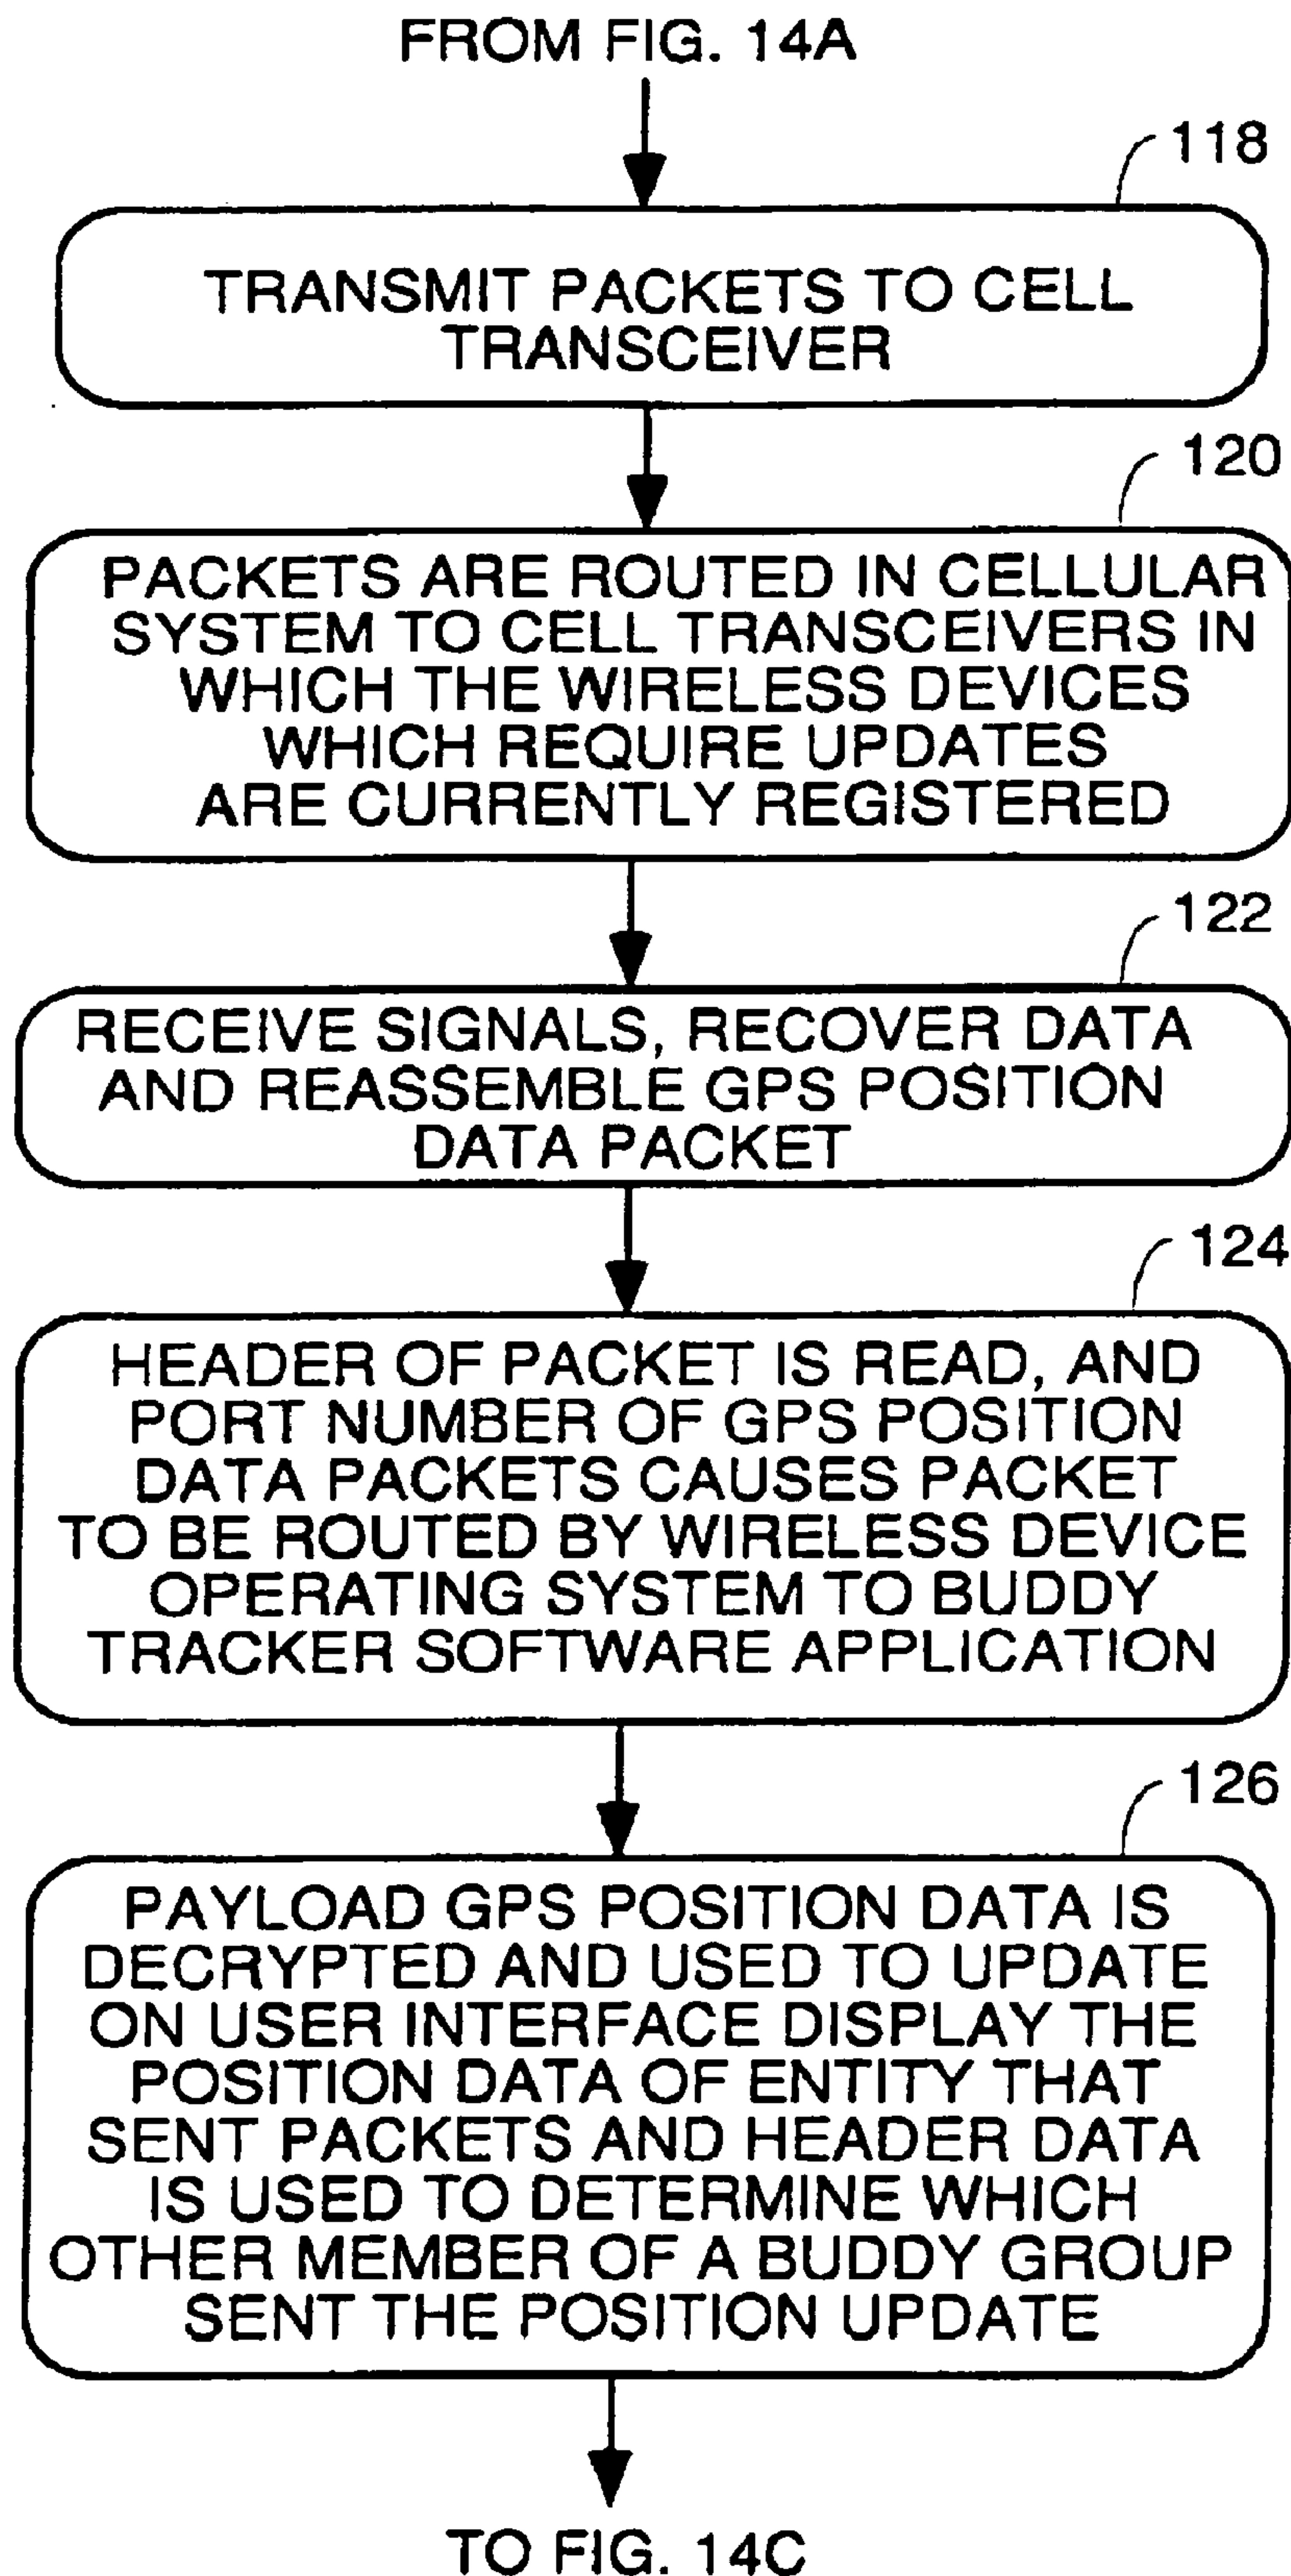 FROM FIG. 14A
118
TRANSMIT PACKETS TO CELL
TRANSCEIVER
120
PACKETS ARE ROUTED IN CELLULAR
SYSTEM TO CELL TRANSCEIVERS IN
WHICH THE WIRELESS DEVICES
WHICH REQUIRE UPDATES
ARE CURRENTLY REGISTERED
122
RECEIVE SIGNALS, RECOVER DATA
AND REASSEMBLE GPS POSITION
DATA PACKET
124
HEADER OF PACKET IS READ, AND
PORT NUMBER OF GPS POSITION
DATA PACKETS CAUSES PACKET
TO BE ROUTED BY WIRELESS DEVICE
OPERATING SYSTEM TO BUDDY
TRACKER SOFTWARE APPLICATION
126
PAYLOAD GPS POSITION DATA IS
DECRYPTED AND USED TO UPDATE
ON USER INTERFACE DISPLAY THE
POSITION DATA OF ENTITY THAT
SENT PACKETS AND HEADER DATA
IS USED TO DETERMINE WHICH
OTHER MEMBER OF A BUDDY GROUP
SENT THE POSITION UPDATE
TO FIG. 14C